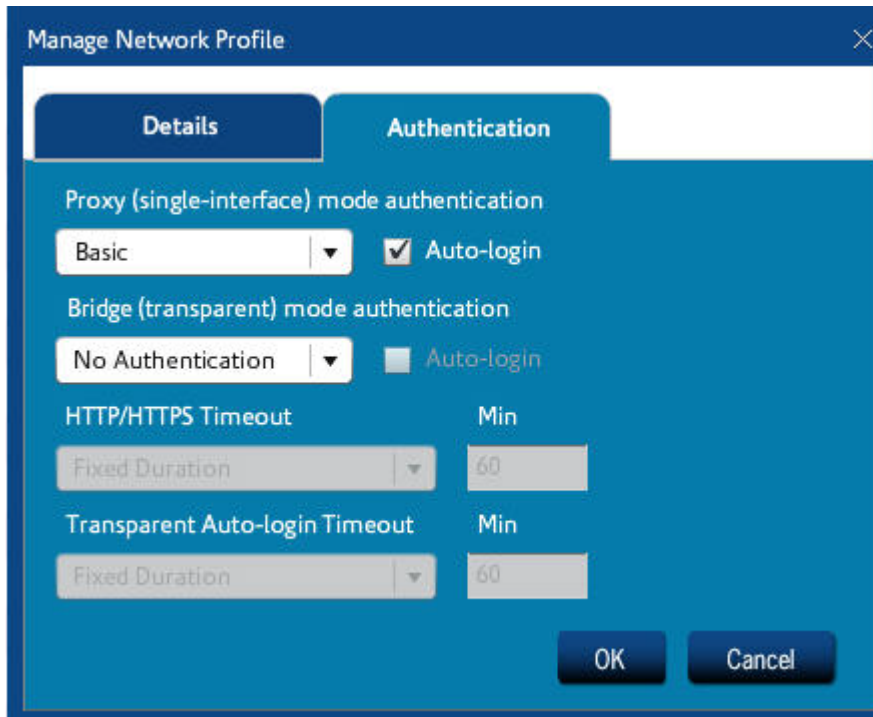 Manage Network Profile
Details Authentication
Proxy (single-interface) mode authentication
Basic Auto-login
Bridge (transparent) mode authentication
No Authentication Auto-login
HTTP/HTTPS Timeout Min
Fixed Duration 60
Transparent Auto-login Timeout Min
Fixed Duration 60
OK Cancel